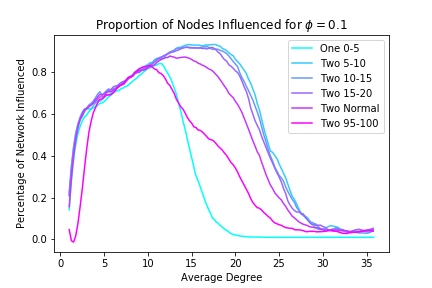 Proportion of Nodes Influenced for ϕ = 0.1
Percentage of Network Influenced
0.8
0.6
0.4
0.2
0.0
One 0-5
Two 5-10
Two 10-15
Two 15-20
Two Normal
Two 95-100
0 5 10 15 20 25 30 35
Average Degree